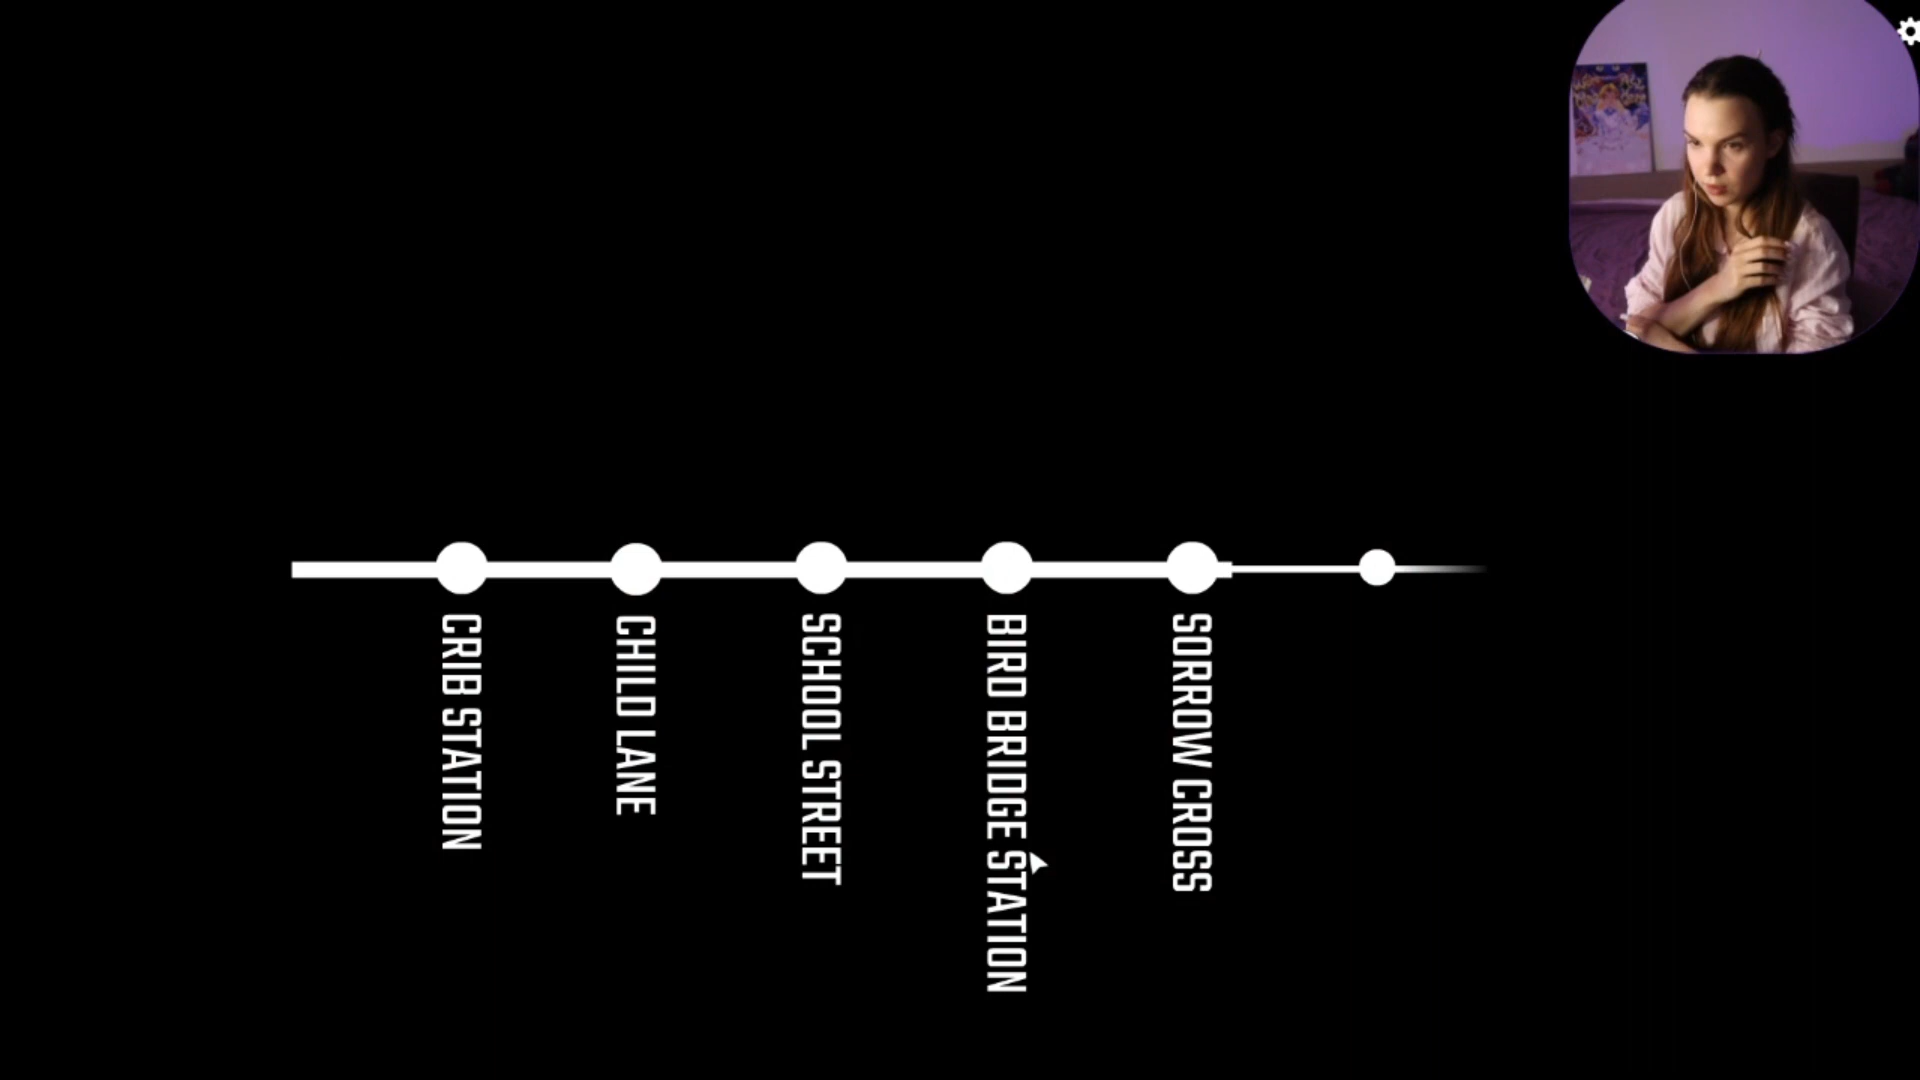 CRIB STATION
CHILD LANE
SCHOOL STREET
BIRD BRIDGE STATION
SORROW CROSS